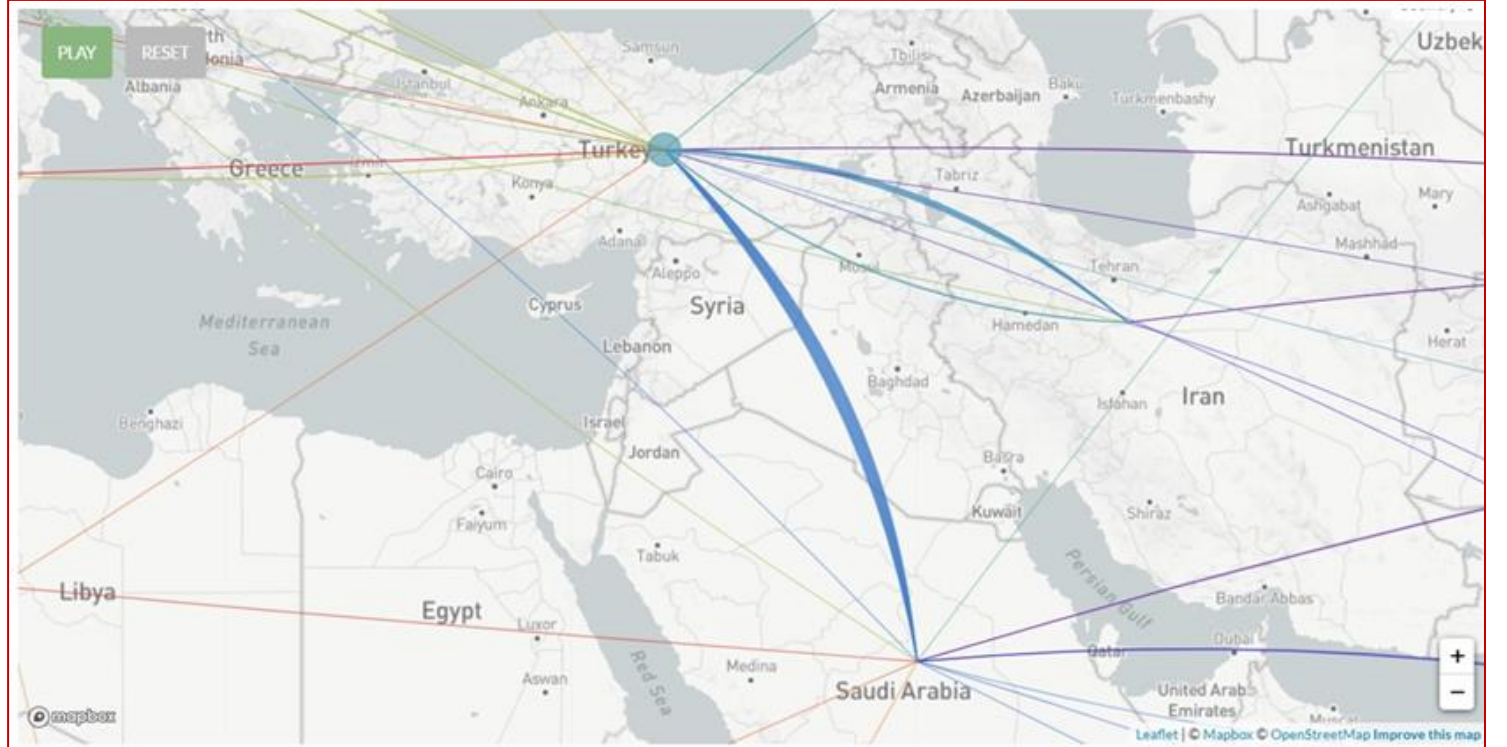 PLAY
RESET
Albania
Istanbul
Samsun
Ankara
Tbilisi
Armenia
Azerbaijan
Baku
Turkmenbashy
Uzbek
Greece
Izmir
Turkey
Konya
Adana
Tabriz
Turkmenistan
Ashgabat
Mary
Mashhad
Aleppo
Mosul
Tehran
Cyprus
Syria
Hamedan
Herat
Mediterranean
Sea
Lebanon
Baghdad
Isfahan
Iran
Benghazi
Israel
Jordan
Cairo
Basra
Faiyum
Kuwait
Shiraz
Tabuk
Persian Gulf
Libya
Egypt
Luxor
Bandar Abbas
Red Sea
Medina
Qatar
Dubai
Aswan
Saudi Arabia
United Arab
Emirates
Muscat
+
−
mapbox
Leaflet | © Mapbox © OpenStreetMap Improve this map